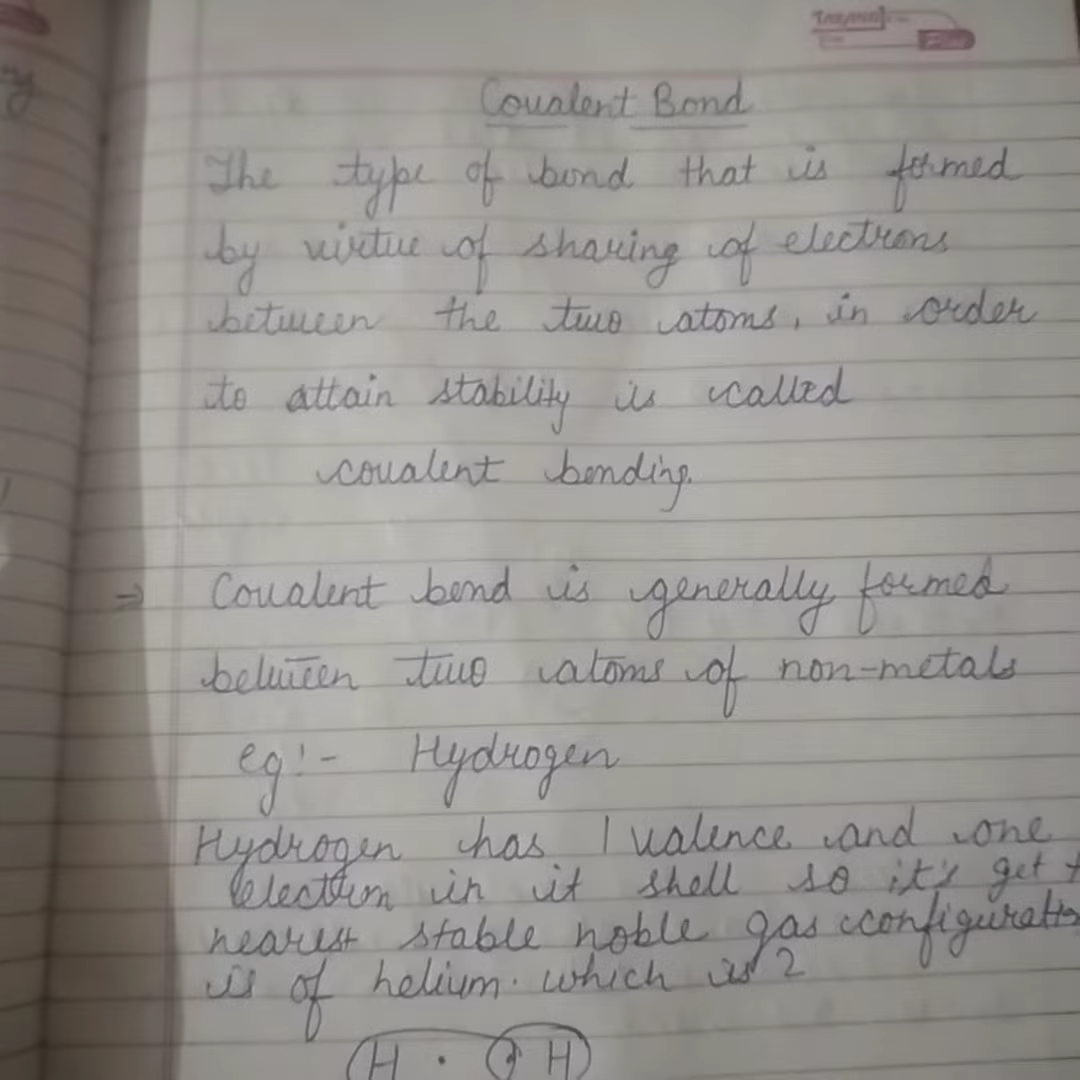 Covalent Bond
The type of bond that is formed
by virtue of sharing of electrons
between the two atoms, in order
to attain stability is called
covalent bonding.
→ Covalent bond is generally formed
between two atoms of non-metals
eg:- Hydrogen
Hydrogen has 1 valence and one
electron in it shell so it's get
nearest stable noble gas configurat
is of helium. which is 2
H · H